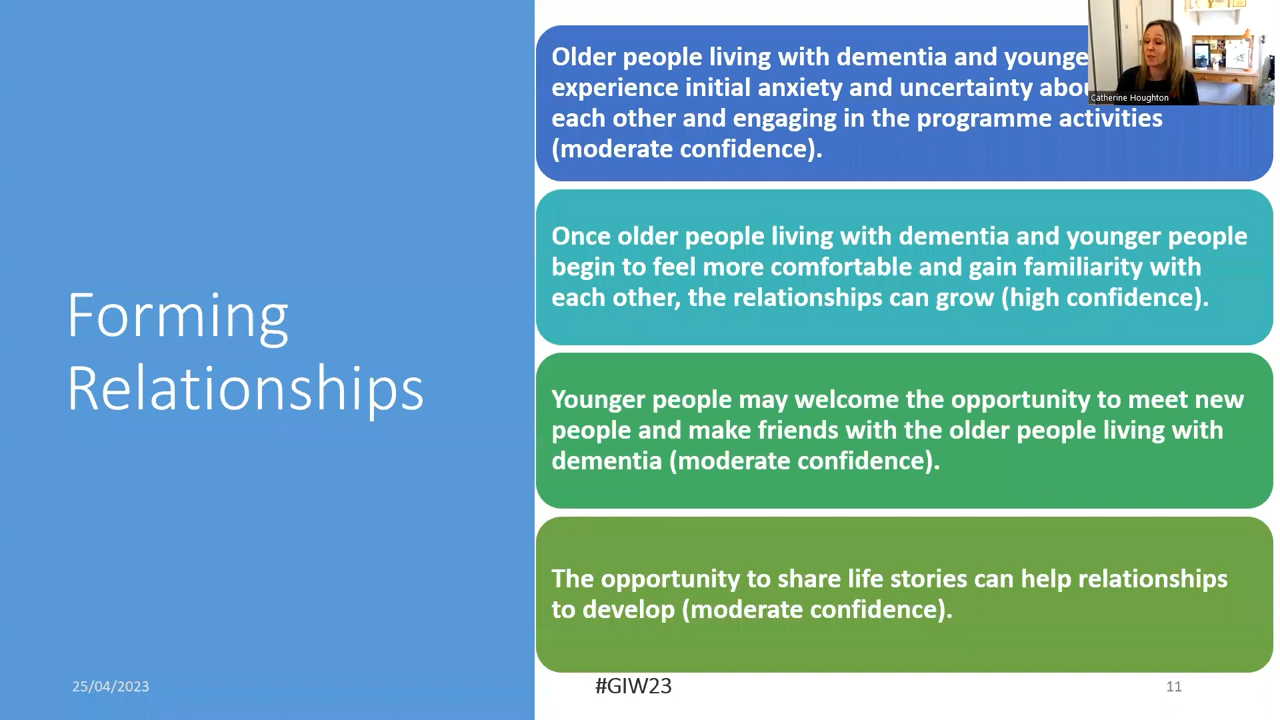 Forming
Relationships
Older people living with dementia and
experience initial anxiety and uncertainty
each other and engaging in the programme activities
(moderate confidence).
Once older people living with dementia and younger people
begin to feel more comfortable and gain familiarity with
each other, the relationships can grow (high confidence).
Younger people may welcome the opportunity to meet new
people and make friends with the older people living with
dementia (moderate confidence).
The opportunity to share life stories can help relationships
to develop (moderate confidence).
Catherine Houghton
25/04/2023
#GIW23
11